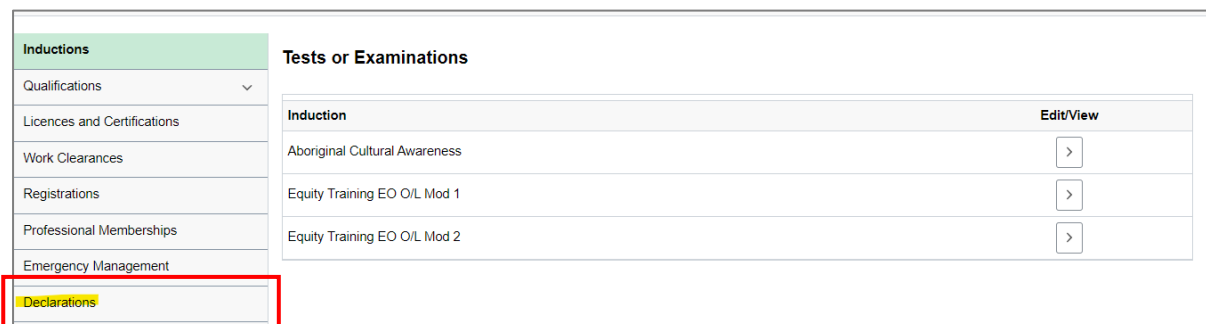 Inductions
Qualifications
Licences and Certifications
Work Clearances
Registrations
Professional Memberships
Emergency Management
Declarations
Tests or Examinations
Induction Edit/View
Aboriginal Cultural Awareness
Equity Training EO O/L Mod 1
Equity Training EO O/L Mod 2